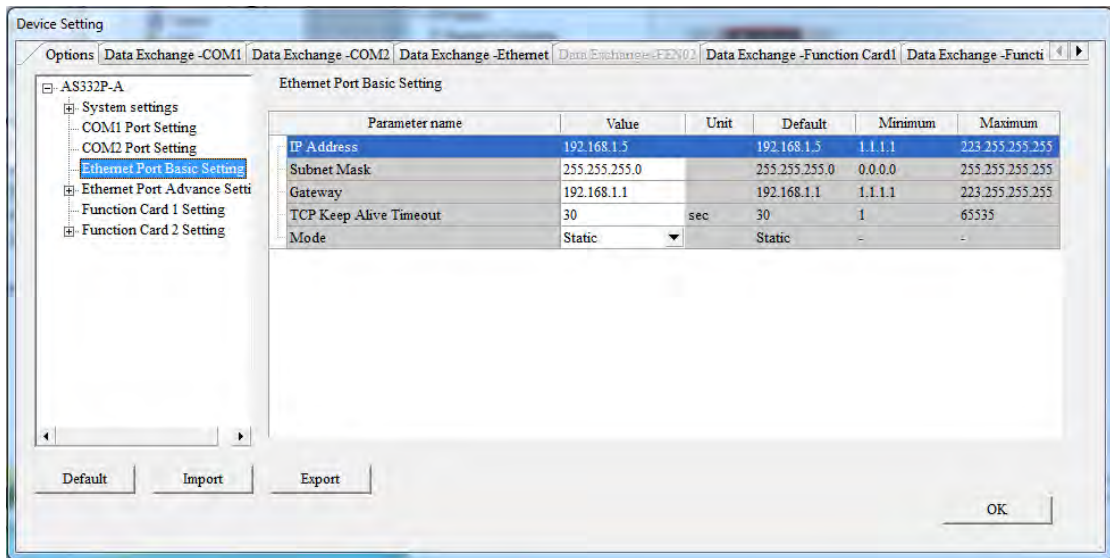 Device Setting
Options Data Exchange -COM1 Data Exchange -COM2 Data Exchange -Ethernet Data Exchange -FEN02 Data Exchange -Function Card1 Data Exchange -Functi
AS332P-A
System settings
COM1 Port Setting
COM2 Port Setting
Ethernet Port Basic Setting
Ethernet Port Advance Setti
Function Card 1 Setting
Function Card 2 Setting
Ethernet Port Basic Setting
Parameter name Value Unit Default Minimum Maximum
IP Address 192.168.1.5 192.168.1.5 1.1.1.1 223.255.255.255
Subnet Mask 255.255.255.0 255.255.255.0 0.0.0.0 255.255.255.255
Gateway 192.168.1.1 192.168.1.1 1.1.1.1 223.255.255.255
TCP Keep Alive Timeout 30 sec 30 1 65535
Mode Static Static - -
Default Import Export
OK